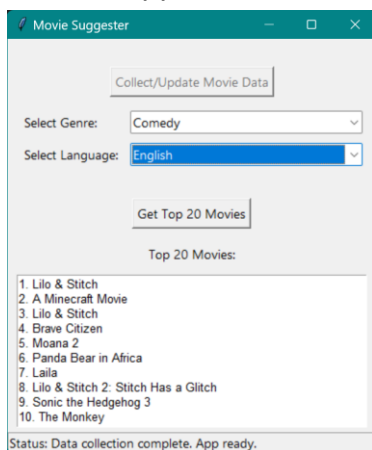 Movie Suggester
Collect/Update Movie Data
Select Genre: Comedy
Select Language: English
Get Top 20 Movies
Top 20 Movies:
1. Lilo & Stitch
2. A Minecraft Movie
3. Lilo & Stitch
4. Brave Citizen
5. Moana 2
6. Panda Bear in Africa
7. Laila
8. Lilo & Stitch 2: Stitch Has a Glitch
9. Sonic the Hedgehog 3
10. The Monkey
Status: Data collection complete. App ready.